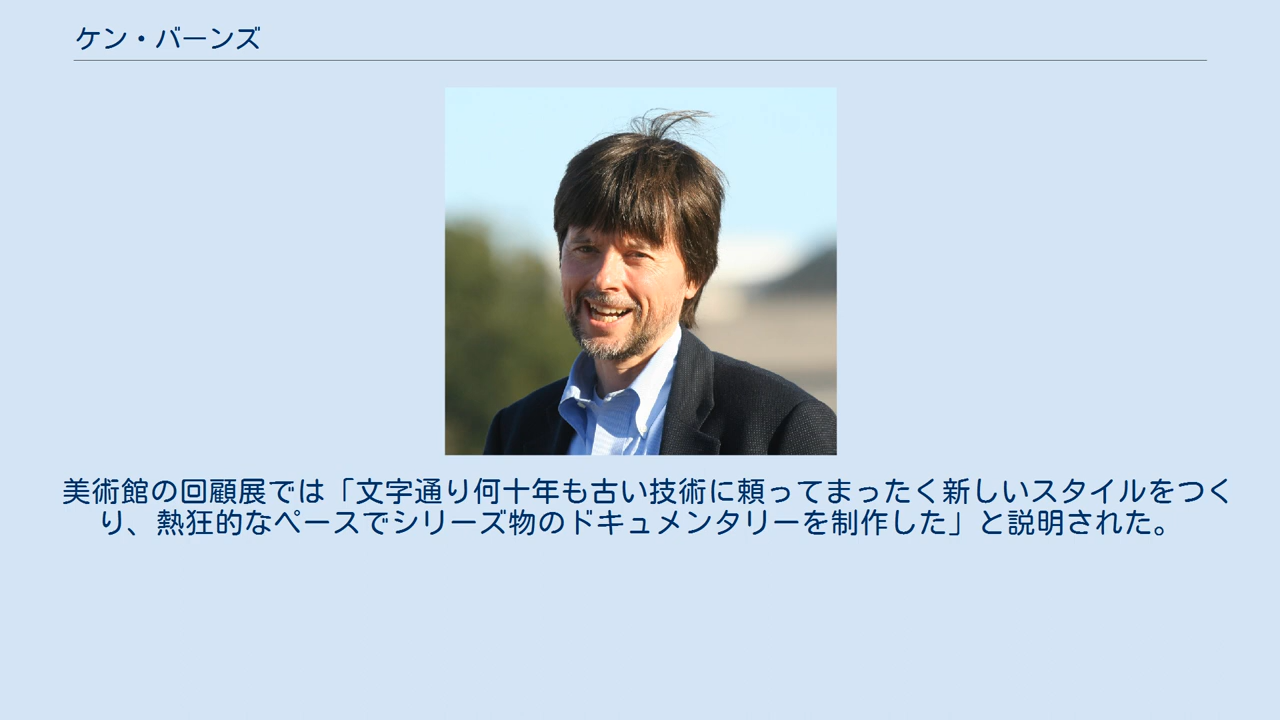 ケン・バーンズ
美術館の回顧展では「文字通り何十年も古い技術に頼ってまったく新しいスタイルをつく
り、熱狂的なペースでシリーズ物のドキュメンタリーを制作した」と説明された。